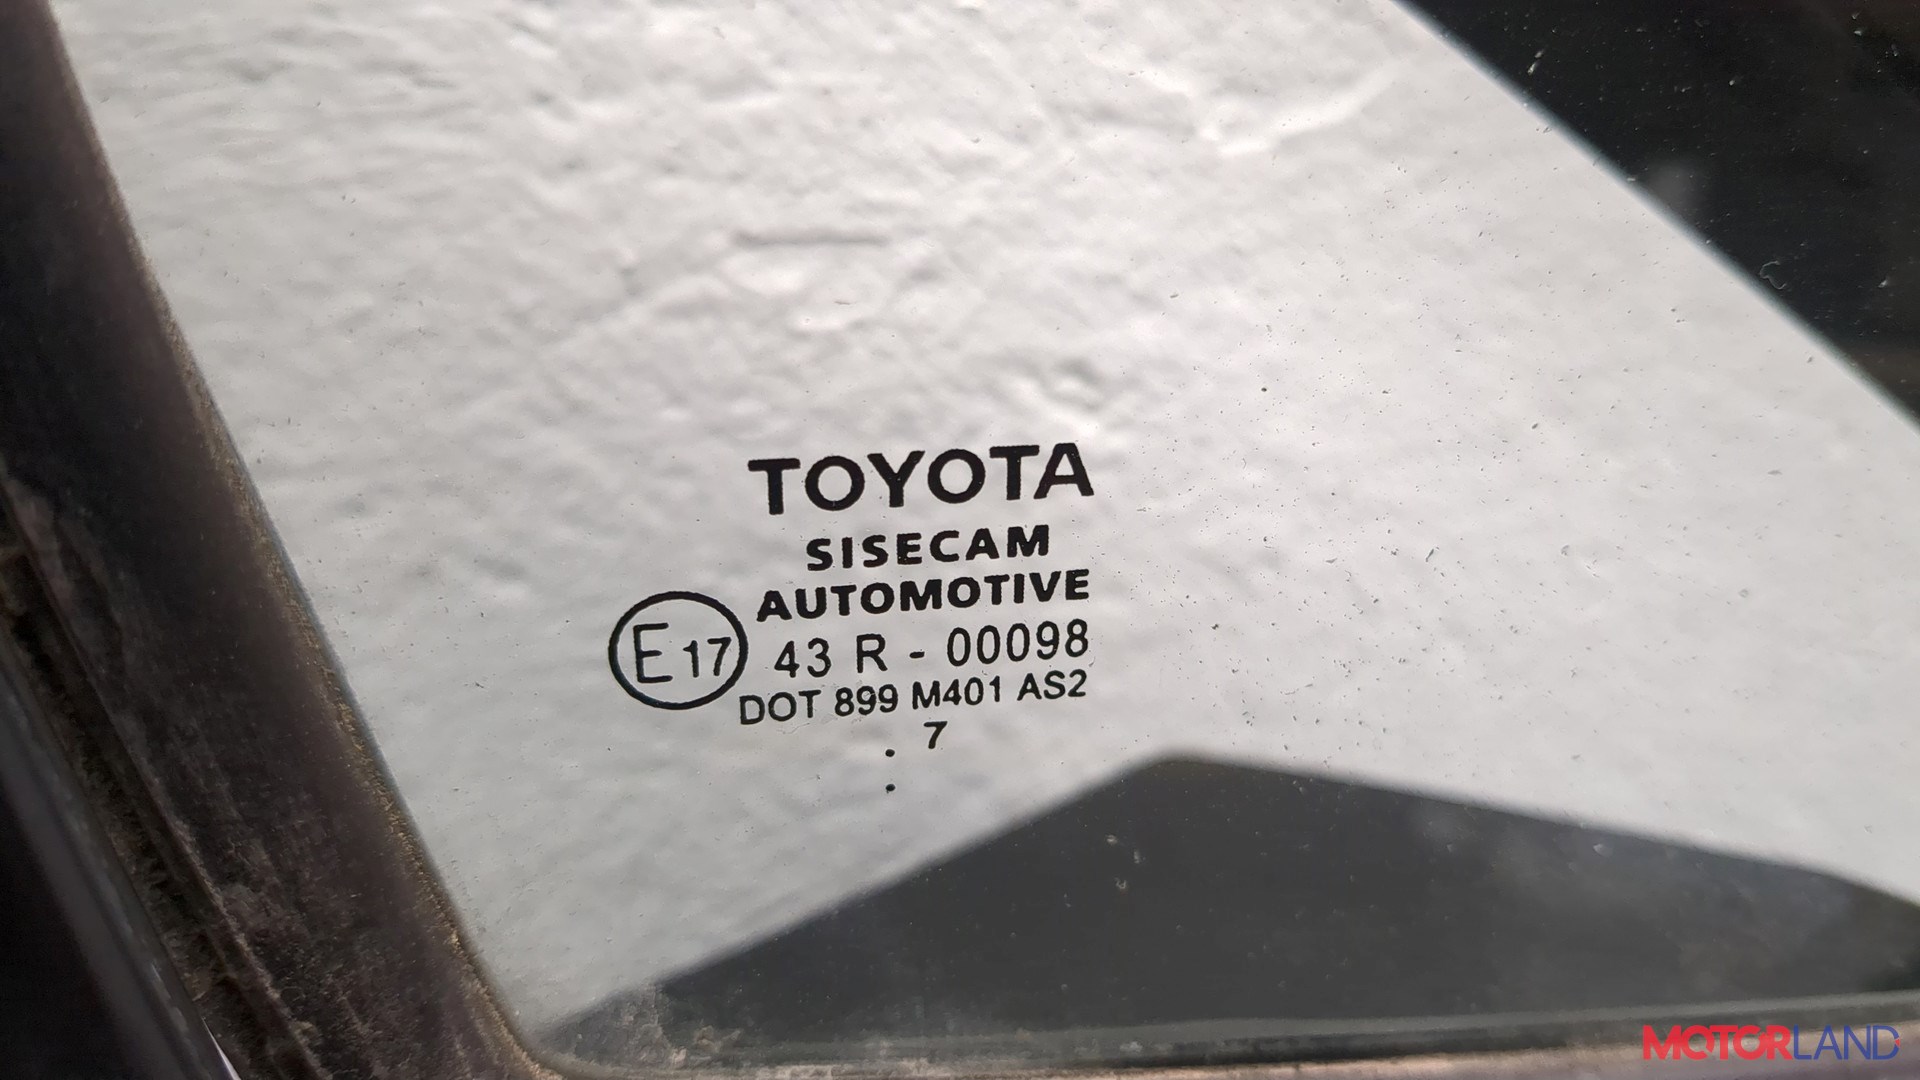 TOYOTA
SISECAM
AUTOMOTIVE
E17 43 R - 00098
DOT 899 M401 AS2
. 7
.
MOTORLAND